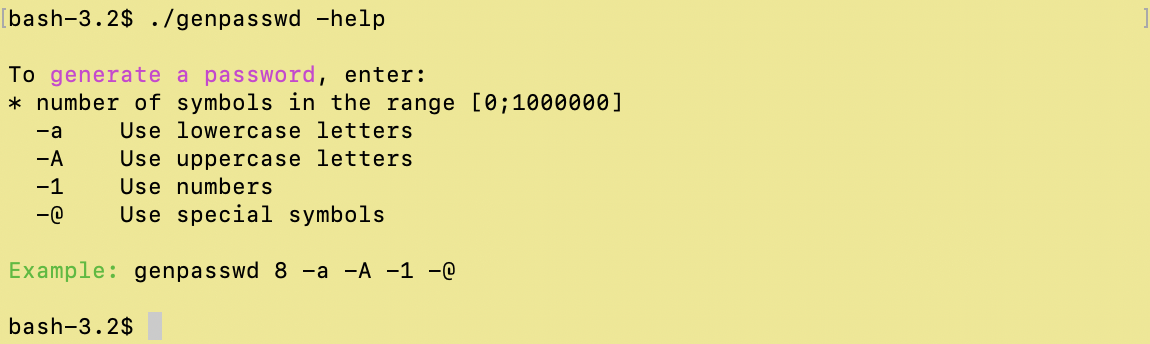 [bash-3.2$ ./genpasswd -help ]
To generate a password, enter:
* number of symbols in the range [0;1000000]
-a Use lowercase letters
-A Use uppercase letters
-1 Use numbers
-@ Use special symbols
Example: genpasswd 8 -a -A -1 -@
bash-3.2$